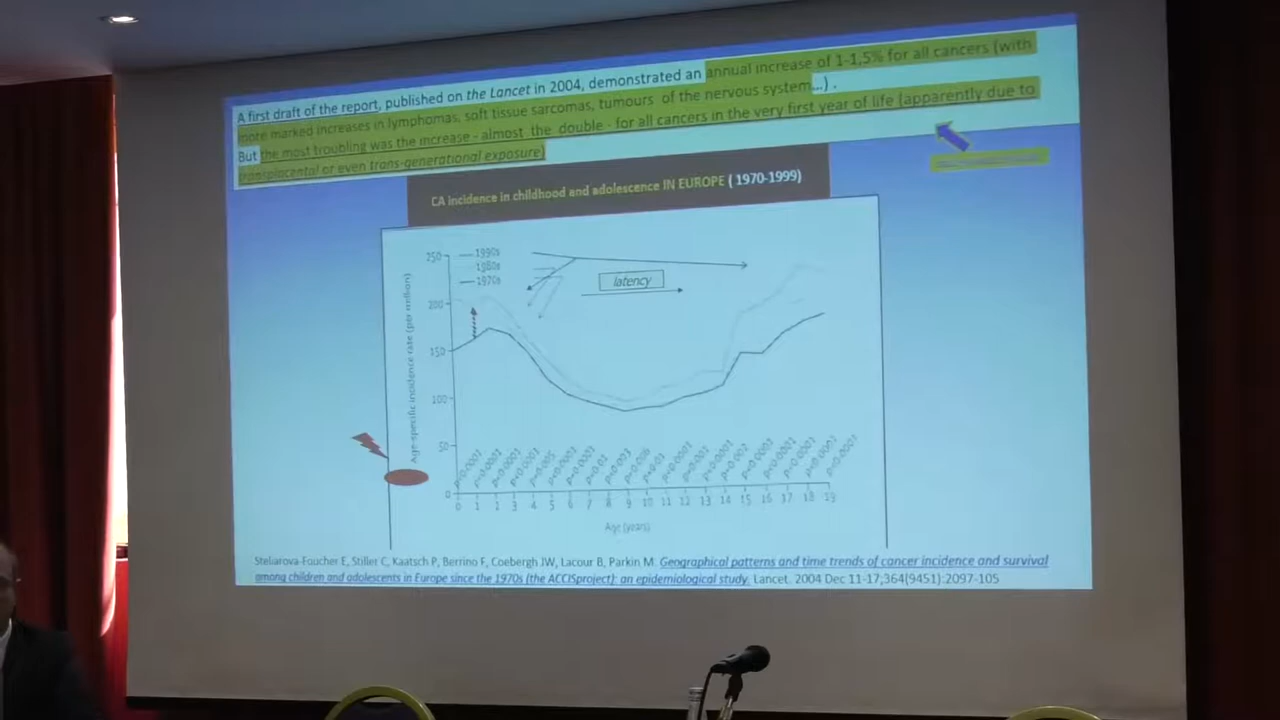 A first draft of the report, published on the Lancet in 2004, demonstrated an annual increase of 1-1,5% for all cancers (with
more marked increases in lymphomas, soft tissue sarcomas, tumours of the nervous system...) .
But the most troubling was the increase - almost the double - for all cancers in the very first year of life (apparently due to
transplacental or even trans-generational exposure)
CA incidence in childhood and adolescence IN EUROPE ( 1970-1999)
250
200
150
100
50
0
Age-specific incidence rate (per million)
1990s
1980s
1970s
latency
p<0.0001 p<0.0001 p<0.0001
0 1 2 3 4 5 6 7 8 9 10 11 12 13 14 15 16 17 18 19
Age (years)
Steliarova-Foucher E, Stiller C, Kaatsch P, Berrino F, Coebergh JW, Lacour B, Parkin M. Geographical patterns and time trends of cancer incidence and survival
among children and adolescents in Europe since the 1970s (the ACCISproject): an epidemiological study. Lancet. 2004 Dec 11-17;364(9451):2097-105